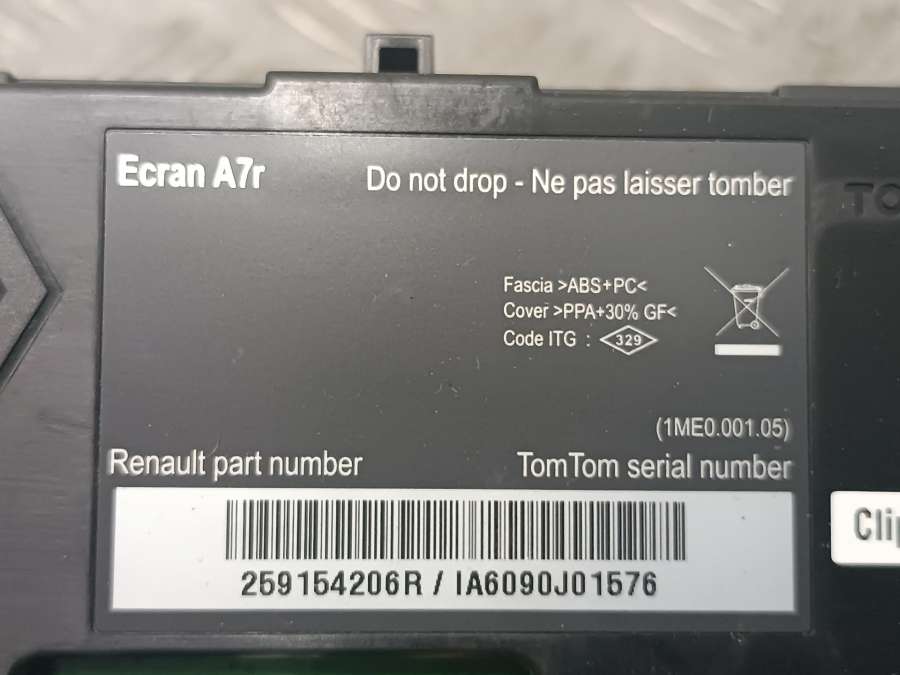 Ecran A7r
Do not drop - Ne pas laisser tomber
Fascia >ABS+PC<
Cover >PPA+30% GF<
Code ITG : 329
(1ME0.001.05)
Renault part number
TomTom serial number
259154206R / IA6090J01576